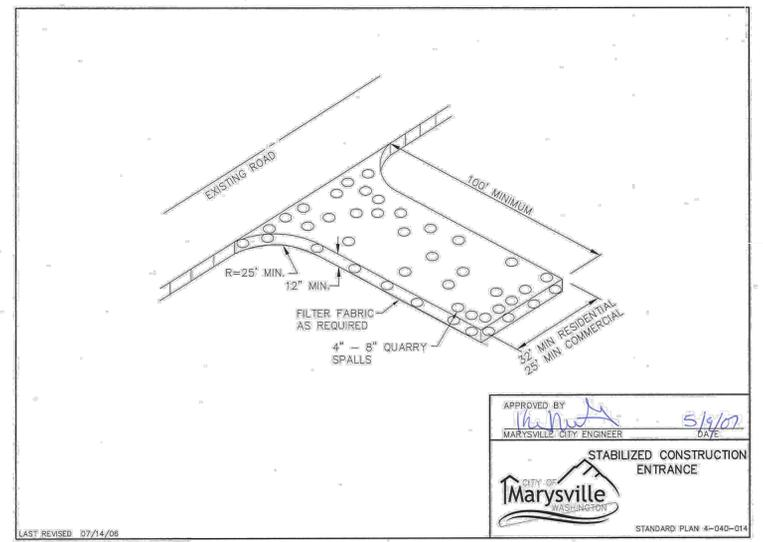 EXISTING ROAD
100' MINIMUM
R=25' MIN.
12" MIN.
FILTER FABRIC
AS REQUIRED
4" - 8" QUARRY
SPALLS
32' MIN RESIDENTIAL
25' MIN COMMERCIAL
APPROVED BY
5/9/07
MARYSVILLE CITY ENGINEER
DATE
STABILIZED CONSTRUCTION
ENTRANCE
CITY OF
Marysville
WASHINGTON
STANDARD PLAN 4-040-014
LAST REVISED 07/14/06